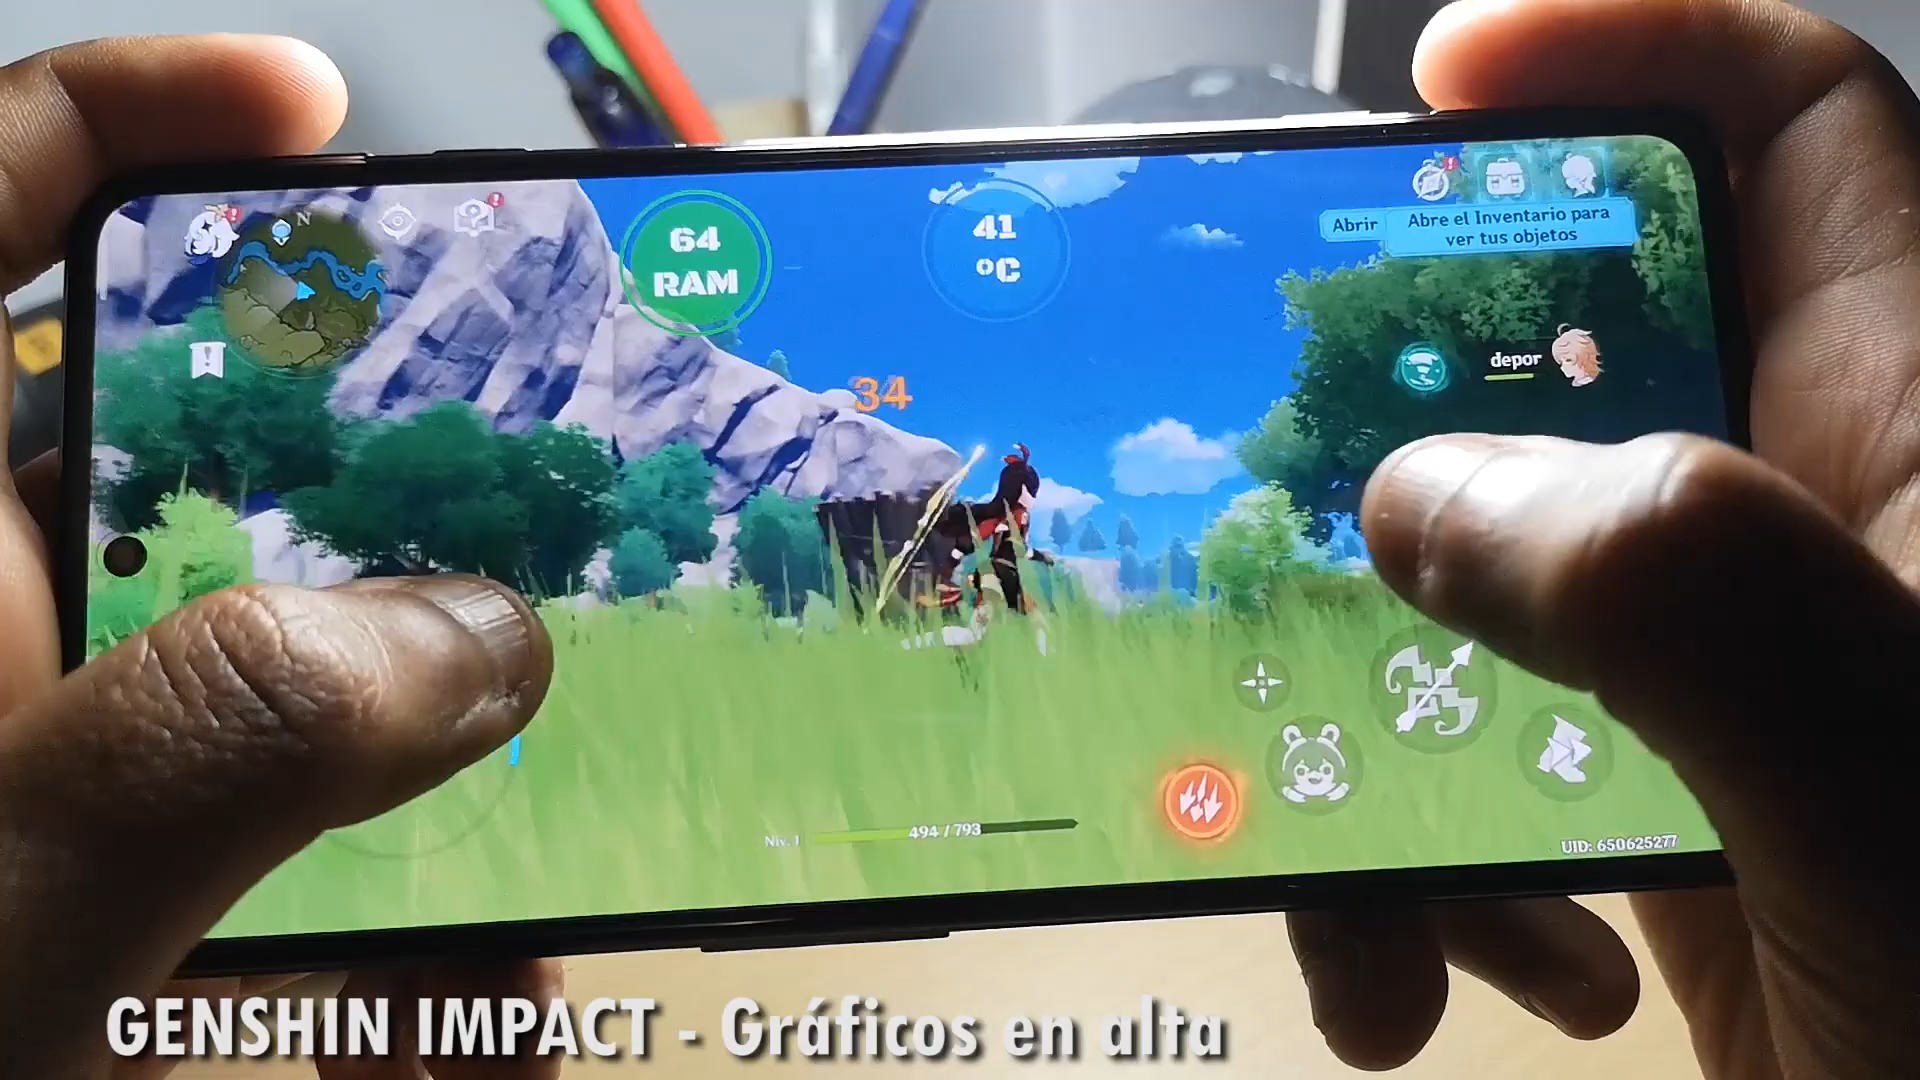 N
64
RAM
41
°C
Abrir
Abre el Inventario para
ver tus objetos
depor
34
Niv. 1
494 / 793
UID: 650625277
GENSHIN IMPACT - Gráficos en alta